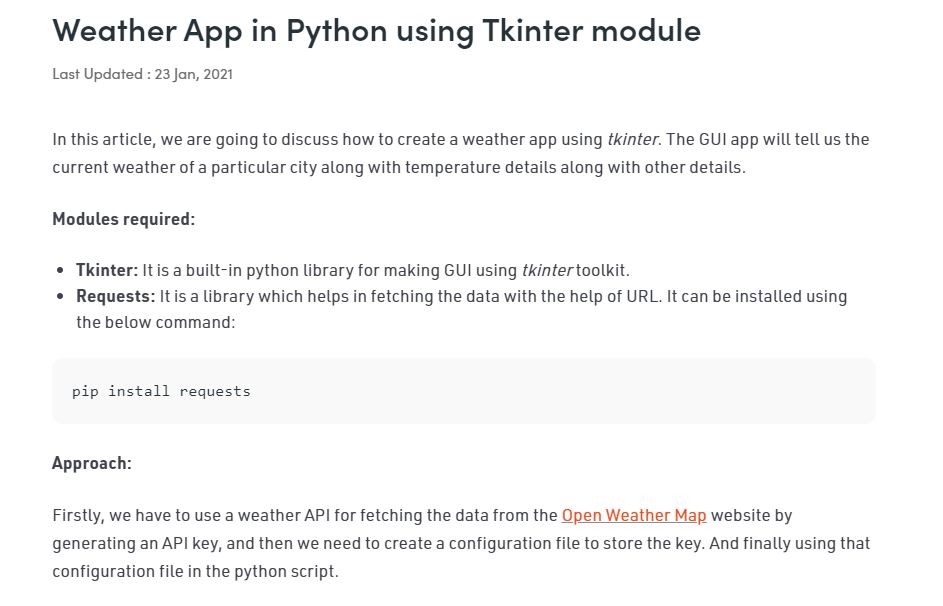 Weather App in Python using Tkinter module
Last Updated : 23 Jan, 2021
In this article, we are going to discuss how to create a weather app using tkinter. The GUI app will tell us the
current weather of a particular city along with temperature details along with other details.
Modules required:
• Tkinter: It is a built-in python library for making GUI using tkinter toolkit.
• Requests: It is a library which helps in fetching the data with the help of URL. It can be installed using
the below command:
pip install requests
Approach:
Firstly, we have to use a weather API for fetching the data from the Open Weather Map website by
generating an API key, and then we need to create a configuration file to store the key. And finally using that
configuration file in the python script.